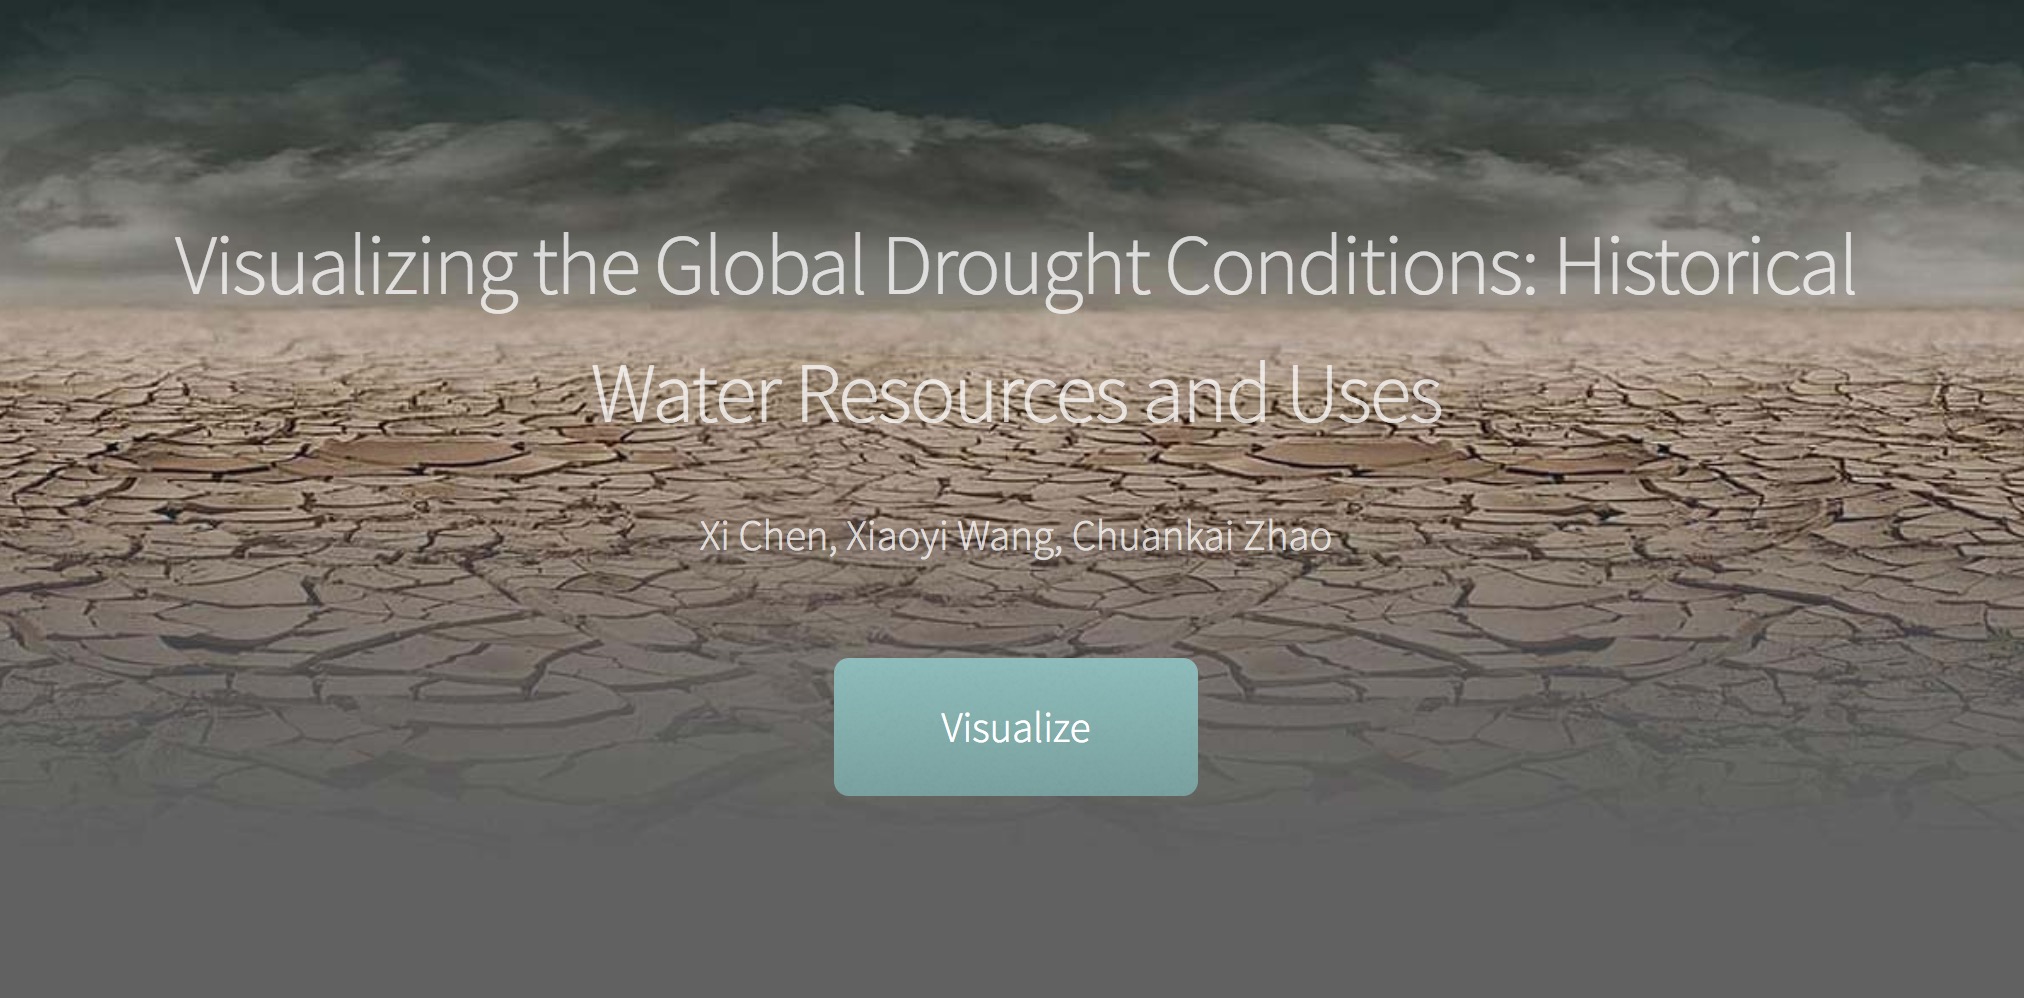 Visualizing the Global Drought Conditions: Historical
Water Resources and Uses
Xi Chen, Xiaoyi Wang, Chuankai Zhao
Visualize